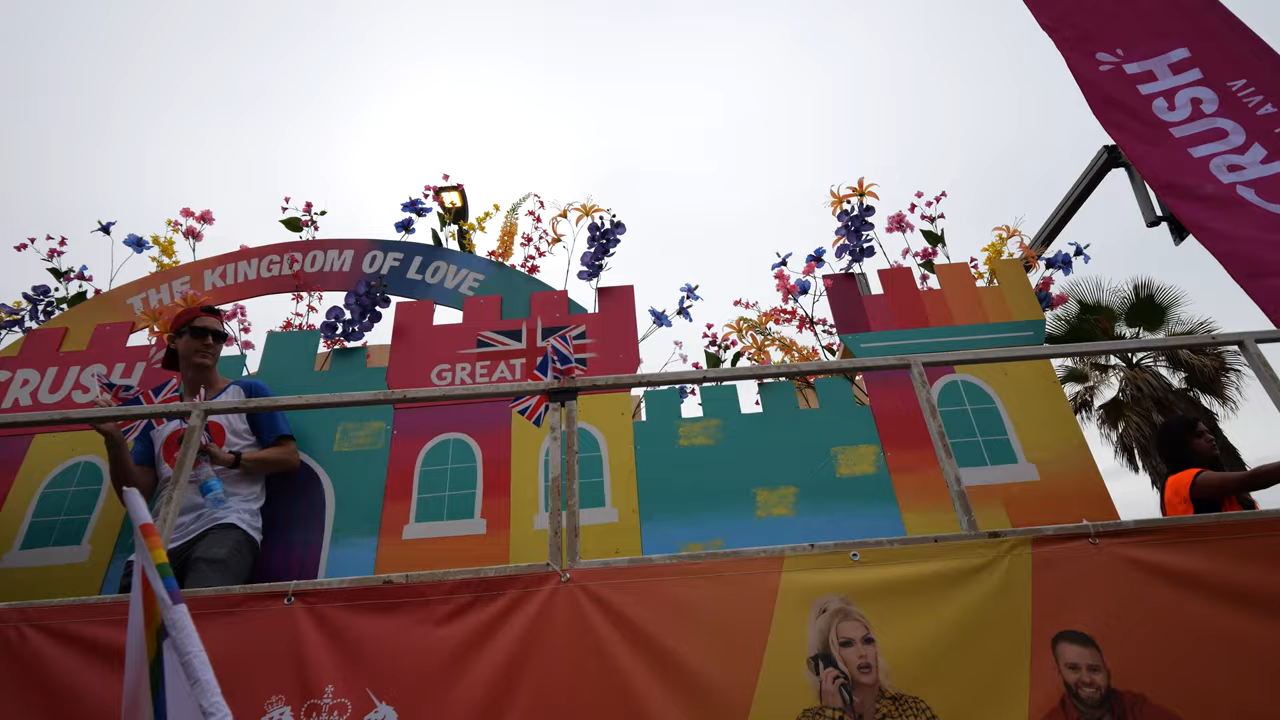 THE KINGDOM OF LOVE
CRUSH
GREAT
CRUSH
AVIV